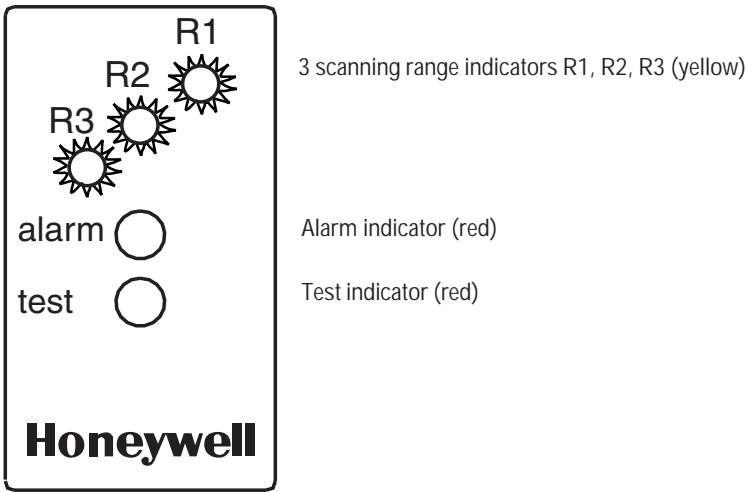 R1
3 scanning range indicators R1, R2, R3 (yellow)
R2
R3
alarm
Alarm indicator (red)
test
Test indicator (red)
Honeywell